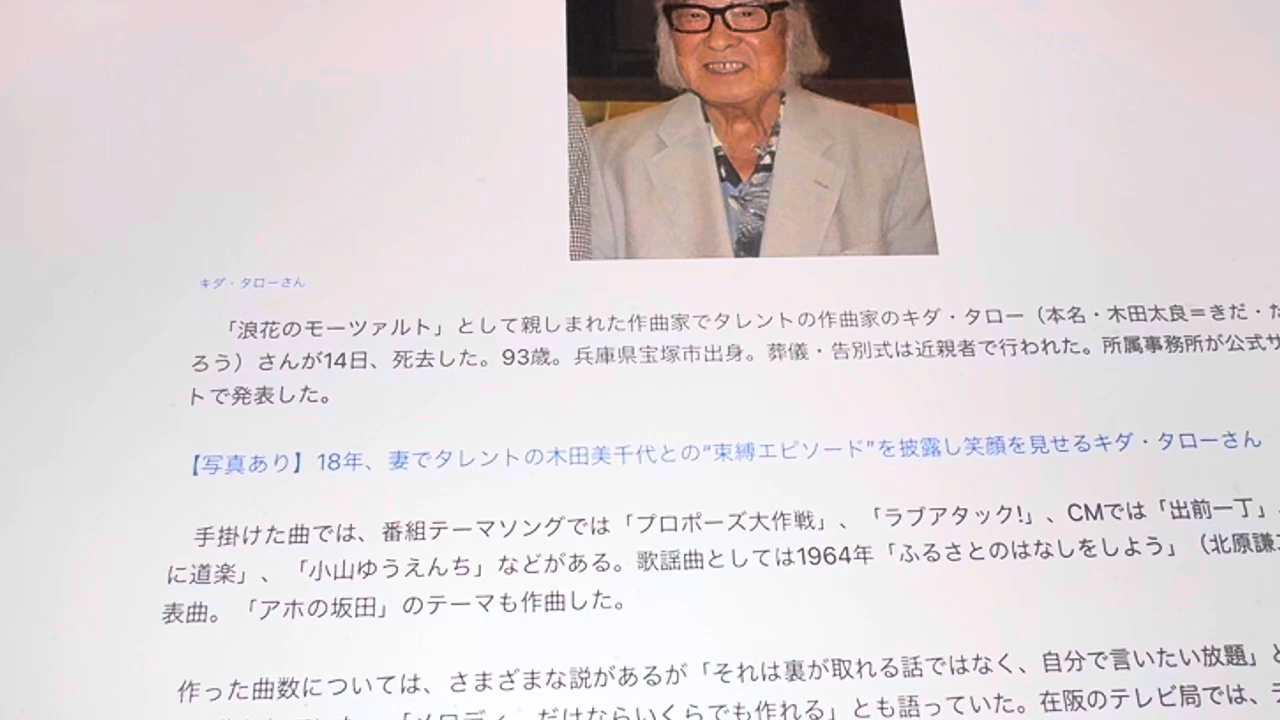 キダ・タローさん
「浪花のモーツァルト」として親しまれた作曲家でタレントの作曲家のキダ・タロー(本名・木田太良=きだ・た
ろう)さんが14日、死去した。93歳。兵庫県宝塚市出身。葬儀・告別式は近親者で行われた。所属事務所が公式サ
トで発表した。
【写真あり】18年、妻でタレントの木田美千代との“束縛エピソード”を披露し笑顔を見せるキダ・タローさん
手掛けた曲では、番組テーマソングでは「プロポーズ大作戦」、「ラブアタック!」、CMでは「出前一丁」、
に道楽」、「小山ゆうえんち」などがある。歌謡曲としては1964年「ふるさとのはなしをしよう」(北原謙
表曲。「アホの坂田」のテーマも作曲した。
作った曲数については、さまざまな説があるが「それは裏が取れる話ではなく、自分で言いたい放題」と
「メロディーだけならいくらでも作れる」とも語っていた。在阪のテレビ局では、